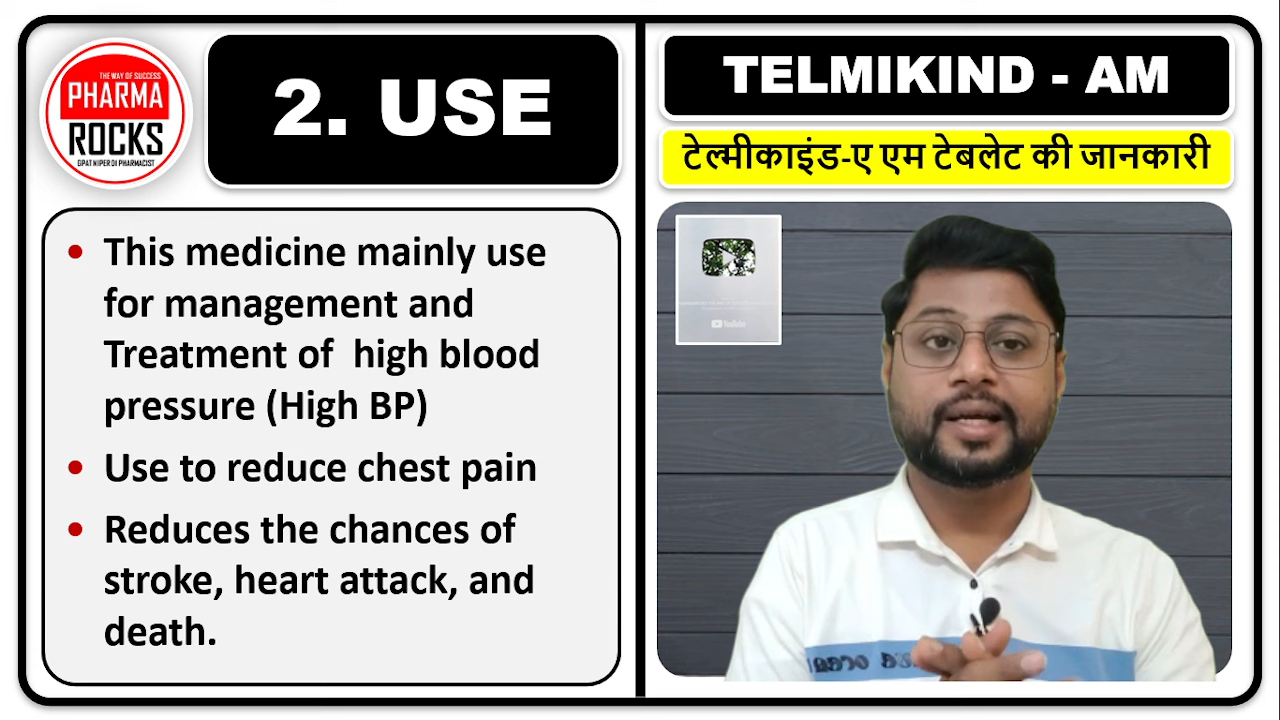 THE WAY OF SUCCESS
PHARMA
ROCKS
GPAT NIPER DI PHARMACIST
2. USE
• This medicine mainly use
for management and
Treatment of high blood
pressure (High BP)
• Use to reduce chest pain
• Reduces the chances of
stroke, heart attack, and
death.
TELMIKIND - AM
टेल्मीकाइंड-ए एम टेबलेट की जानकारी
YouTube